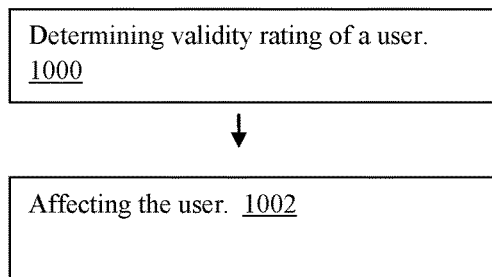 Determining validity rating of a user.
1000
Affecting the user. 1002